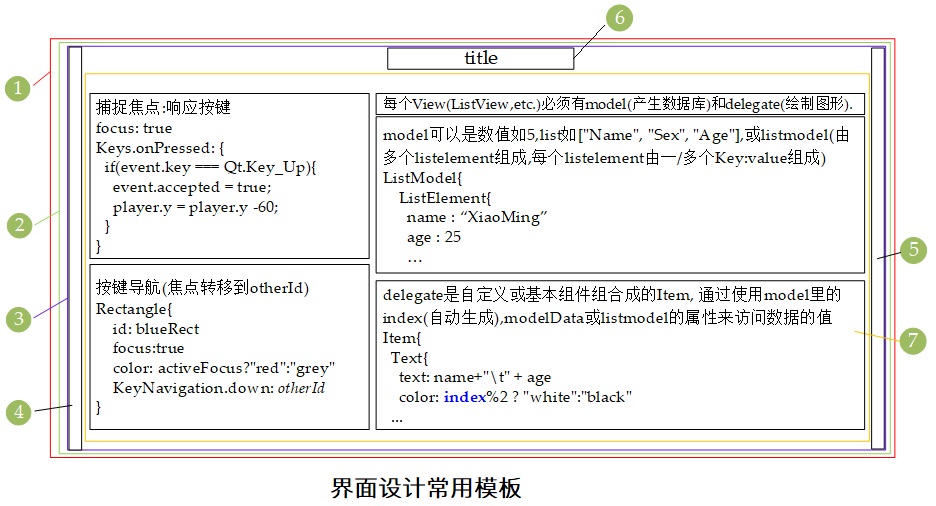 6
title
1
捕捉焦点:响应按键
focus: true
Keys.onPressed: {
if(event.key === Qt.Key_Up){
event.accepted = true;
player.y = player.y -60;
}
}
2
按键导航(焦点转移到otherId)
Rectangle{
id: blueRect
focus:true
color: activeFocus?"red":"grey"
KeyNavigation.down: otherId
}
3
4
每个View(ListView,etc.)必须有model(产生数据库)和delegate(绘制图形).
model可以是数值如5,list如["Name", "Sex", "Age"],或listmodel(由
多个listelement组成,每个listelement由一/多个Key:value组成)
ListModel{
ListElement{
name : “XiaoMing”
age : 25
…
5
delegate是自定义或基本组件组合成的Item, 通过使用model里的
index(自动生成),modelData或listmodel的属性来访问数据的值
Item{
Text{
text: name+"\t" + age
color: index%2 ? "white":"black"
...
7
界面设计常用模板